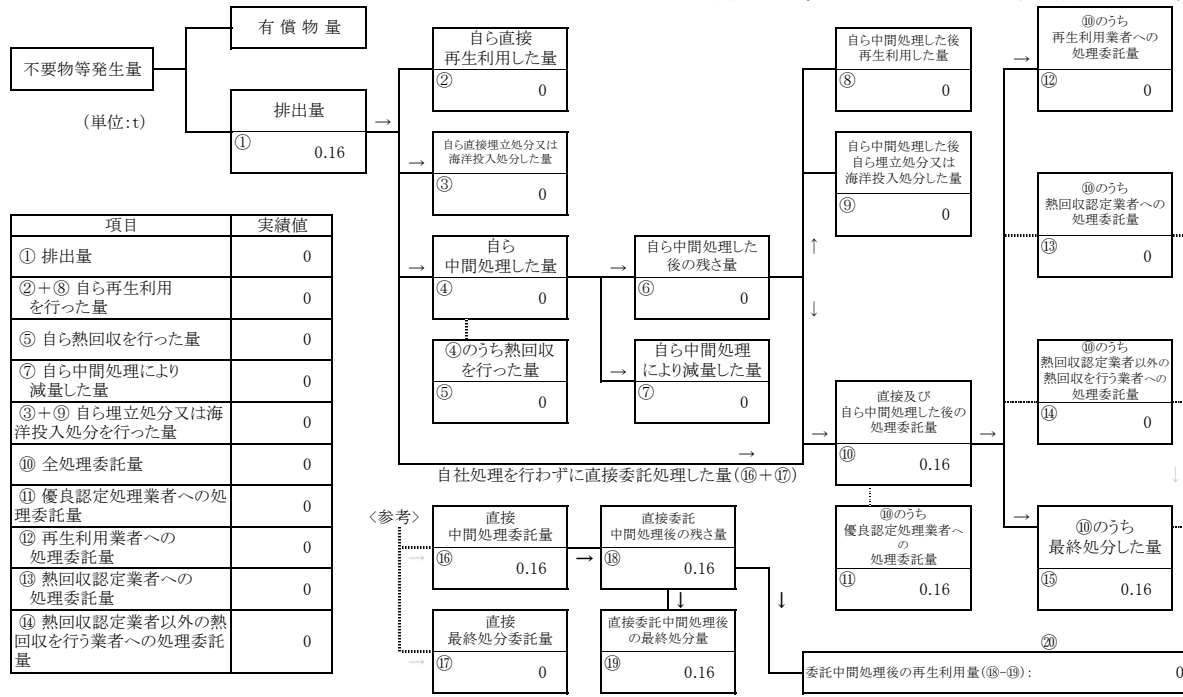 不要物等発生量
(単位:t)
有 償 物 量
排出量
①
0.16
→
自ら直接
再生利用した量
②
0
→
自ら直接埋立処分又は
海洋投入処分した量
③
0
→
自ら
中間処理した量
④
0
④のうち熱回収
を行った量
⑤
0
→
自ら中間処理した
後の残さ量
⑥
0
→
自ら中間処理
により減量した量
⑦
0
自ら中間処理した後
再生利用した量
⑧
0
自ら中間処理した後
自ら埋立処分又は
海洋投入処分した量
⑨
0
↑
↓
→
自社処理を行わずに直接委託処理した量(⑯+⑰)
→
直接及び
自ら中間処理した後の
処理委託量
⑩
0.16
→
⑩のうち
優良認定処理業者へ
の
処理委託量
⑪
0.16
→
⑩のうち
再生利用業者への
処理委託量
⑫
0
⑩のうち
熱回収認定業者への
処理委託量
⑬
0
⑩のうち
熱回収認定業者以外の
熱回収を行う業者への
処理委託量
⑭
0
↓
→
⑩のうち
最終処分した量
⑮
0.16
〈参考〉
→
直接
中間処理委託量
⑯
0.16
→
直接委託
中間処理後の残さ量
⑱
0.16
↓
↓
→
直接
最終処分委託量
⑰
0
直接委託中間処理後
の最終処分量
⑲
0.16
⑳
委託中間処理後の再生利用量(⑱-⑲):
0
項目 実績値
① 排出量 0
②+⑧ 自ら再生利用
を行った量 0
⑤ 自ら熱回収を行った量 0
⑦ 自ら中間処理により
減量した量 0
③+⑨ 自ら埋立処分又は海
洋投入処分を行った量 0
⑩ 全処理委託量 0
⑪ 優良認定処理業者への処
理委託量 0
⑫ 再生利用業者への
処理委託量 0
⑬ 熱回収認定業者への
処理委託量 0
⑭ 熱回収認定業者以外の熱
回収を行う業者への処理委託
量 0